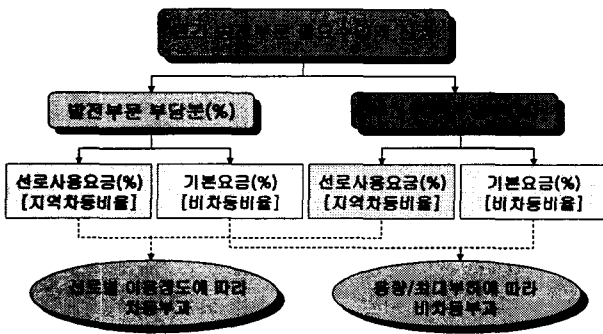 발전부문 부담분(%)
선로사용요금(%)
[지역차등비율]
기본요금(%)
[비차등비율]
선로사용요금(%)
[지역차등비율]
기본요금(%)
[비차등비율]
선로별 이용정도에 따라
차등부과
용량/최대부하에 따라
비차등부과